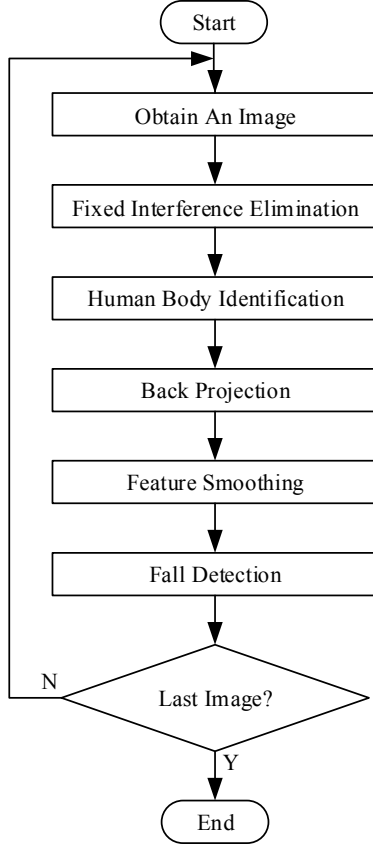 Start
Obtain An Image
Fixed Interference Elimination
Human Body Identification
Back Projection
Feature Smoothing
Fall Detection
N
Last Image?
Y
End